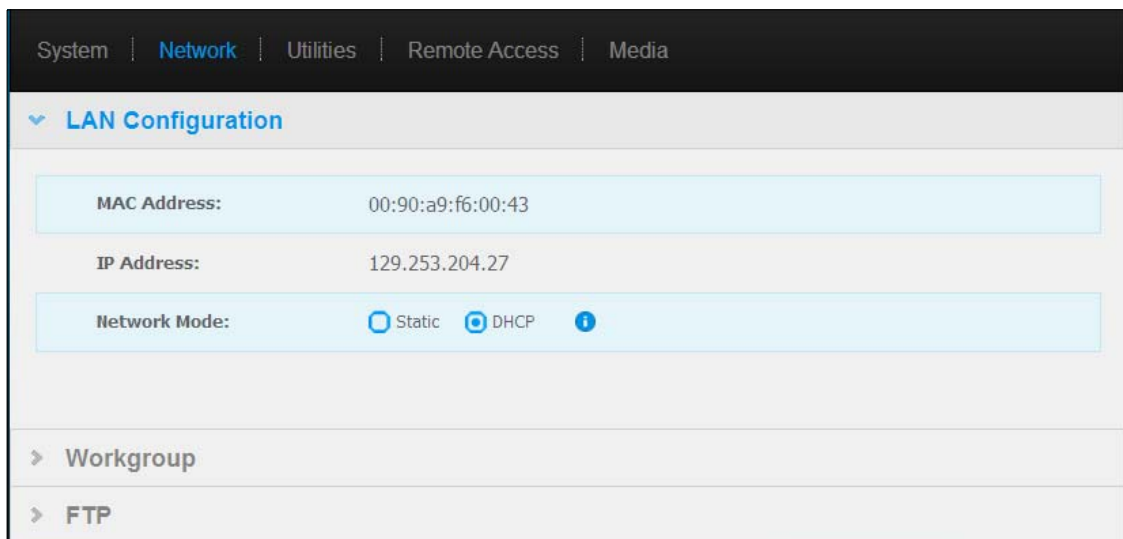 System | Network | Utilities | Remote Access | Media
LAN Configuration
MAC Address: 00:90:a9:f6:00:43
IP Address: 129.253.204.27
Network Mode: Static DHCP i
Workgroup
FTP